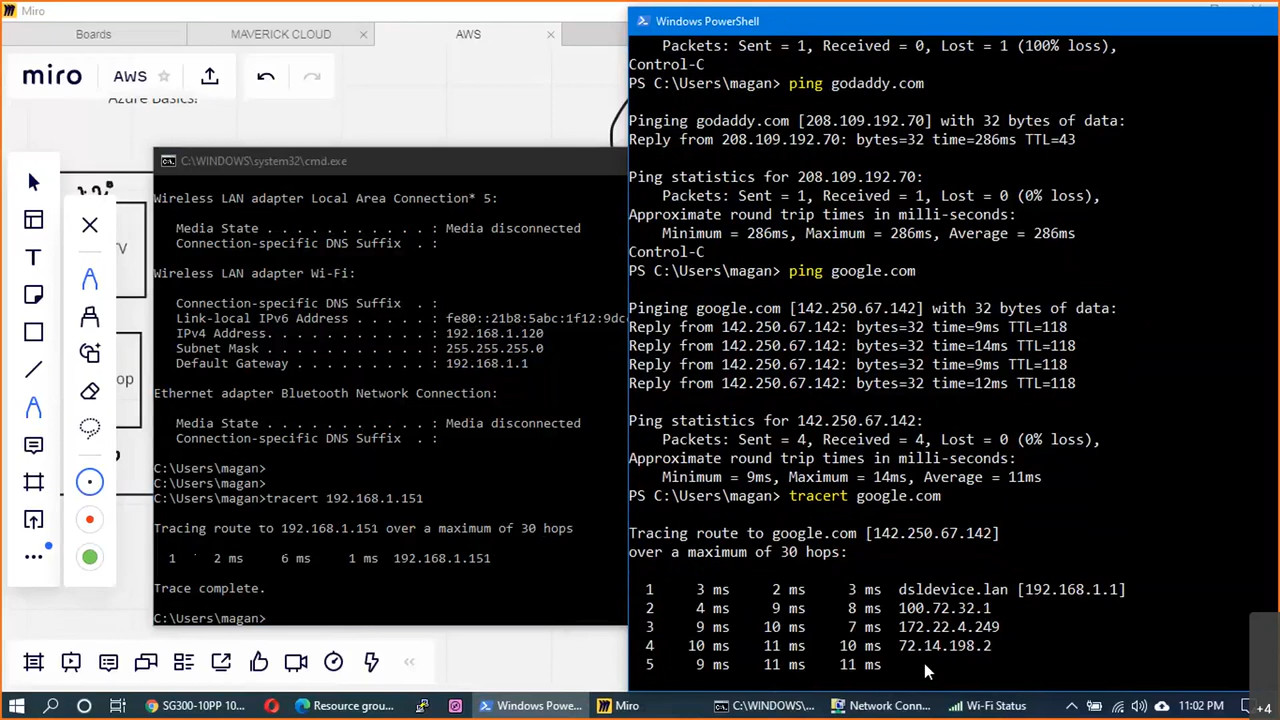 Miro
Boards
MAVERICK CLOUD
AWS
miro
AWS
Azure Basics!
C:\WINDOWS\system32\cmd.exe
Wireless LAN adapter Local Area Connection* 5:
Media State . . . . . . . . . . . : Media disconnected
Connection-specific DNS Suffix . :
Wireless LAN adapter Wi-Fi:
Connection-specific DNS Suffix . :
Link-local IPv6 Address . . . . . : fe80::21b8:5abc:1f12:9dc
IPv4 Address. . . . . . . . . . . : 192.168.1.120
Subnet Mask . . . . . . . . . . . : 255.255.255.0
Default Gateway . . . . . . . . . : 192.168.1.1
Ethernet adapter Bluetooth Network Connection:
Media State . . . . . . . . . . . : Media disconnected
Connection-specific DNS Suffix . :
C:\Users\magan>
C:\Users\magan>
C:\Users\magan>tracert 192.168.1.151
Tracing route to 192.168.1.151 over a maximum of 30 hops
1 2 ms 6 ms 1 ms 192.168.1.151
Trace complete.
C:\Users\magan>
Windows PowerShell
Packets: Sent = 1, Received = 0, Lost = 1 (100% loss),
Control-C
PS C:\Users\magan> ping godaddy.com
Pinging godaddy.com [208.109.192.70] with 32 bytes of data:
Reply from 208.109.192.70: bytes=32 time=286ms TTL=43
Ping statistics for 208.109.192.70:
Packets: Sent = 1, Received = 1, Lost = 0 (0% loss),
Approximate round trip times in milli-seconds:
Minimum = 286ms, Maximum = 286ms, Average = 286ms
Control-C
PS C:\Users\magan> ping google.com
Pinging google.com [142.250.67.142] with 32 bytes of data:
Reply from 142.250.67.142: bytes=32 time=9ms TTL=118
Reply from 142.250.67.142: bytes=32 time=14ms TTL=118
Reply from 142.250.67.142: bytes=32 time=9ms TTL=118
Reply from 142.250.67.142: bytes=32 time=12ms TTL=118
Ping statistics for 142.250.67.142:
Packets: Sent = 4, Received = 4, Lost = 0 (0% loss),
Approximate round trip times in milli-seconds:
Minimum = 9ms, Maximum = 14ms, Average = 11ms
PS C:\Users\magan> tracert google.com
Tracing route to google.com [142.250.67.142]
over a maximum of 30 hops:
1 3 ms 2 ms 3 ms dsldevice.lan [192.168.1.1]
2 4 ms 9 ms 8 ms 100.72.32.1
3 9 ms 10 ms 7 ms 172.22.4.249
4 10 ms 11 ms 10 ms 72.14.198.2
5 9 ms 11 ms 11 ms
SG300-10PP 10... Resource grou... Windows Powe... Miro C:\WINDOWS\... Network Conn... Wi-Fi Status 11:02 PM +4